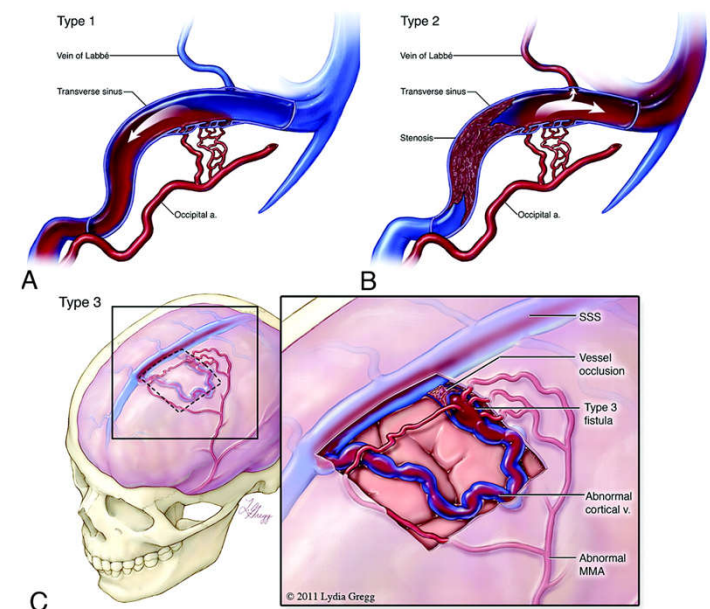 Type 1
Vein of Labbé
Transverse sinus
Occipital a.
A
Type 2
Vein of Labbé
Transverse sinus
Stenosis
Occipital a.
B
Type 3
Gregg
C
SSS
Vessel
occlusion
Type 3
fistula
Abnormal
cortical v.
Abnormal
MMA
© 2011 Lydia Gregg